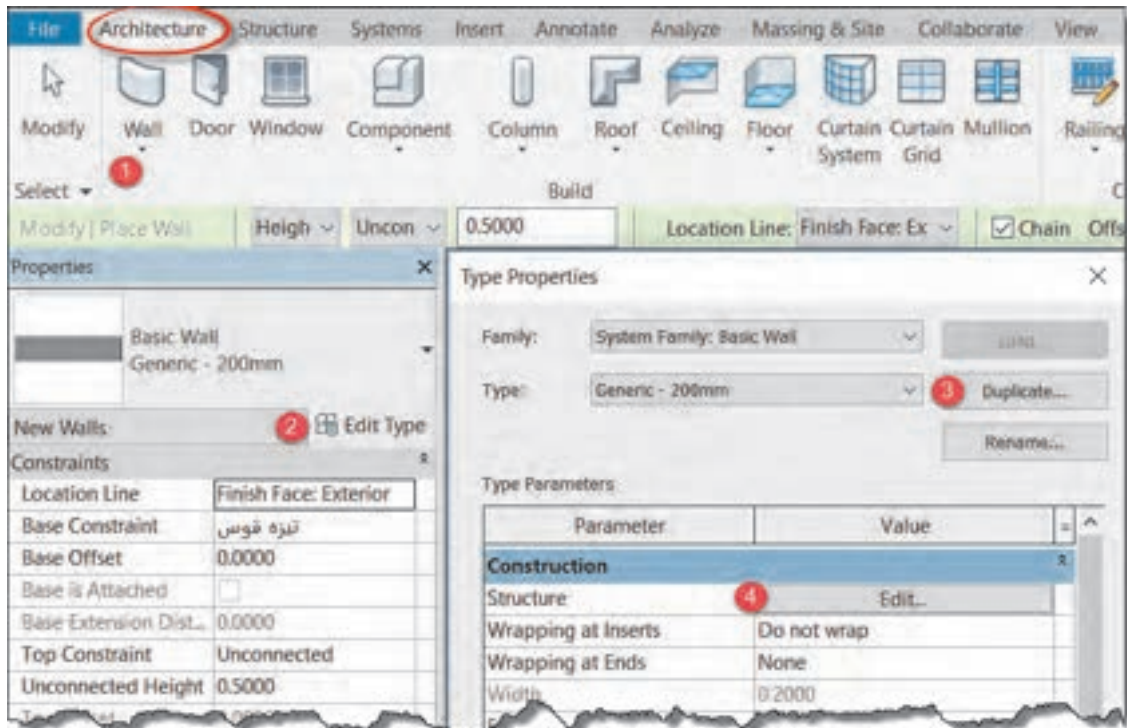 File Architecture Structure Systems Insert Annotate Analyze Massing & Site Collaborate View
Modify Wall Door Window Component Column Roof Ceiling Floor Curtain System Curtain Grid Mullion Railing
1
Select Build
Modify | Place Wall Heigh Uncon 0.5000 Location Line: Finish Face: Ex Chain Offs
Properties
Basic Wall
Generic - 200mm
New Walls 2 Edit Type
Constraints
Location Line Finish Face: Exterior
Base Constraint تیزه قوس
Base Offset 0.0000
Base is Attached
Base Extension Dist... 0.0000
Top Constraint Unconnected
Unconnected Height 0.5000
Type Properties
Family: System Family: Basic Wall Load...
Type: Generic - 200mm 3 Duplicate...
Rename...
Type Parameters
Parameter Value =
Construction
Structure 4 Edit...
Wrapping at Inserts Do not wrap
Wrapping at Ends None
Width 0.2000